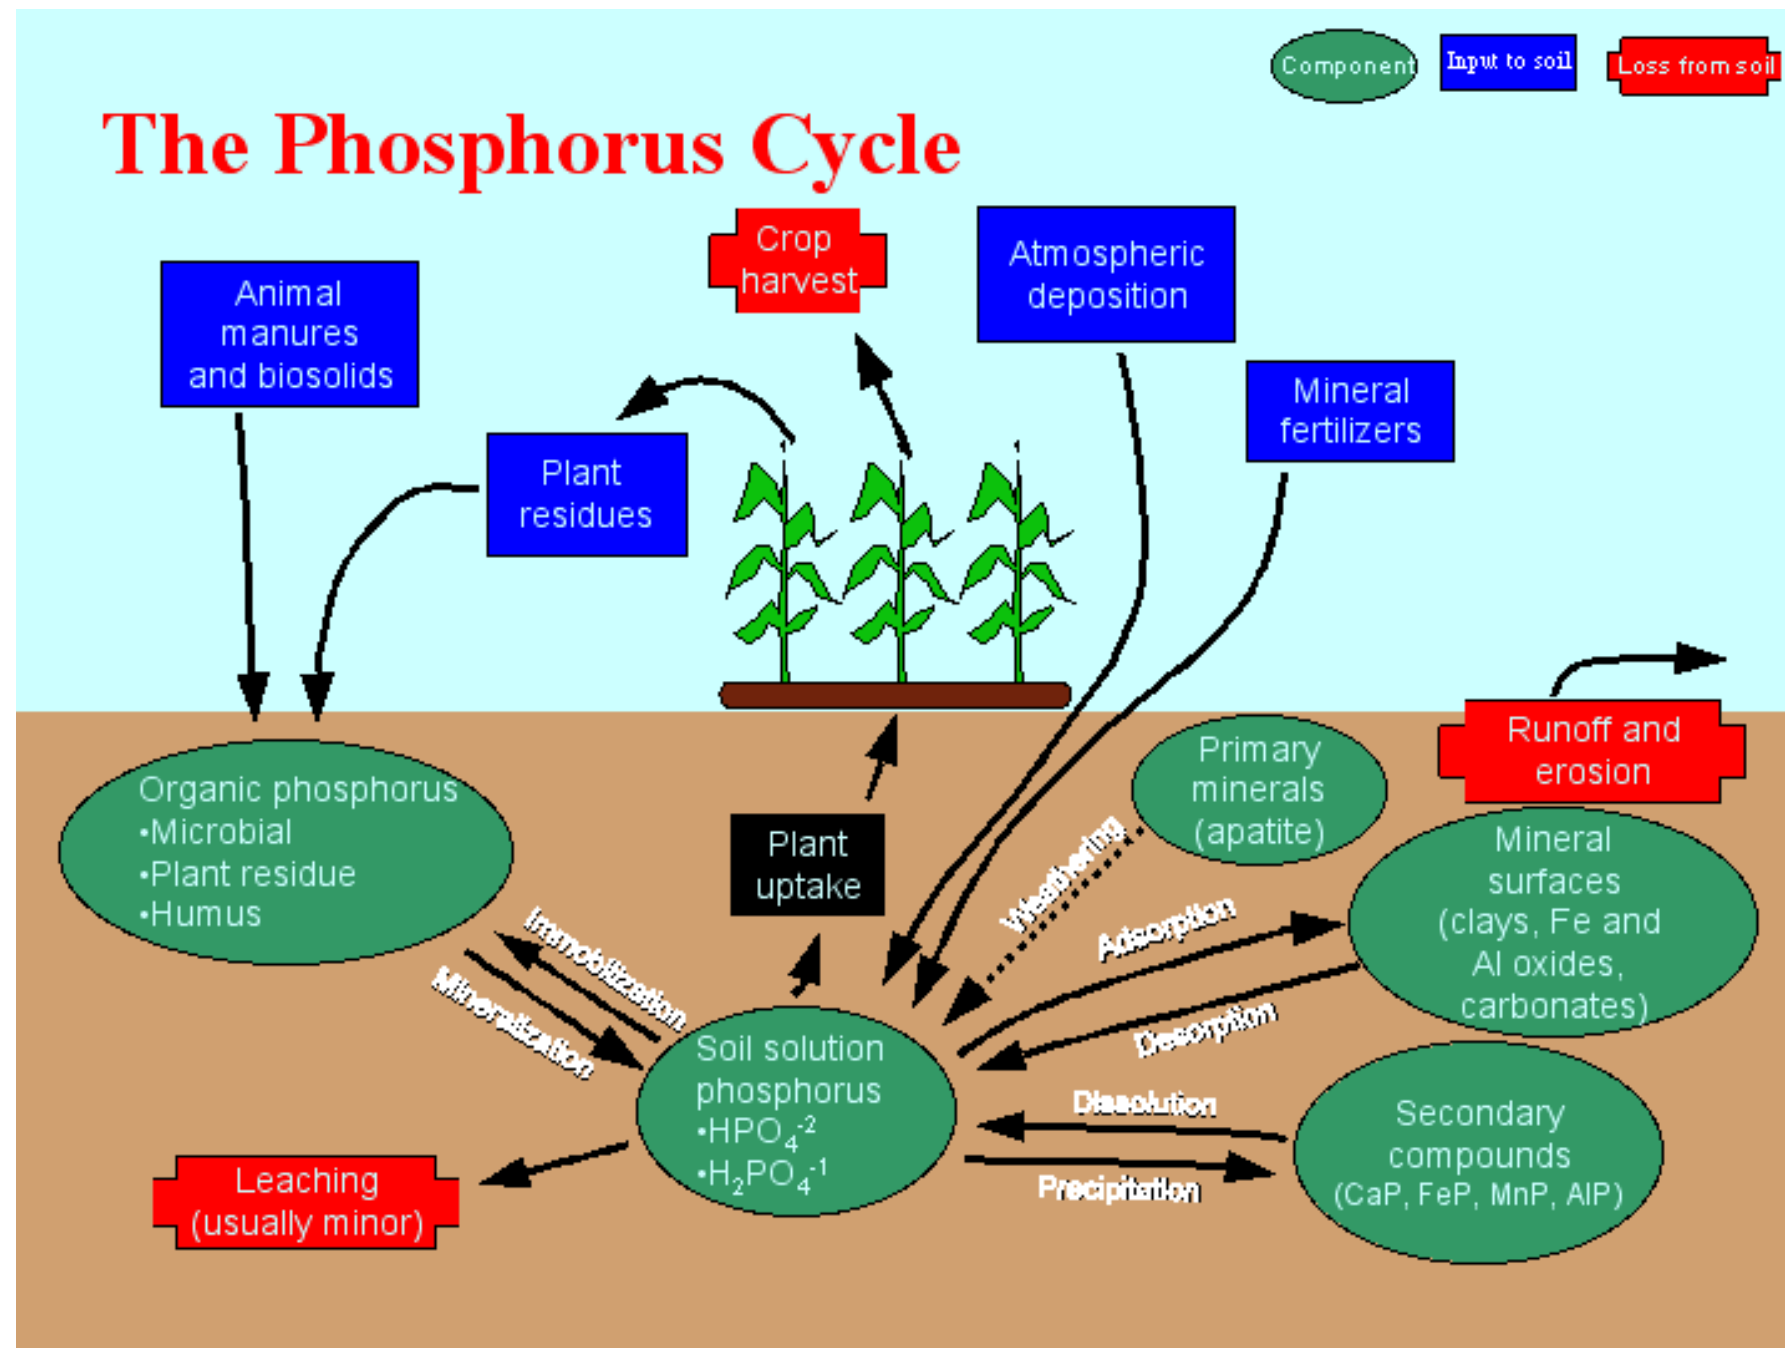 Component
Input to soil
Loss from soil
The Phosphorus Cycle
Crop
harvest
Atmospheric
deposition
Animal
manures
and biosolids
Mineral
fertilizers
Plant
residues
Runoff and
erosion
Primary
minerals
(apatite)
Organic phosphorus
•Microbial
•Plant residue
•Humus
Plant
uptake
Weathering
Mineral
surfaces
(clays, Fe and
Al oxides,
carbonates)
Adsorption
Desorption
Immobilization
Mineralization
Soil solution
phosphorus
•HPO₄⁻²
•H₂PO₄⁻¹
Dissolution
Precipitation
Secondary
compounds
(CaP, FeP, MnP, AlP)
Leaching
(usually minor)